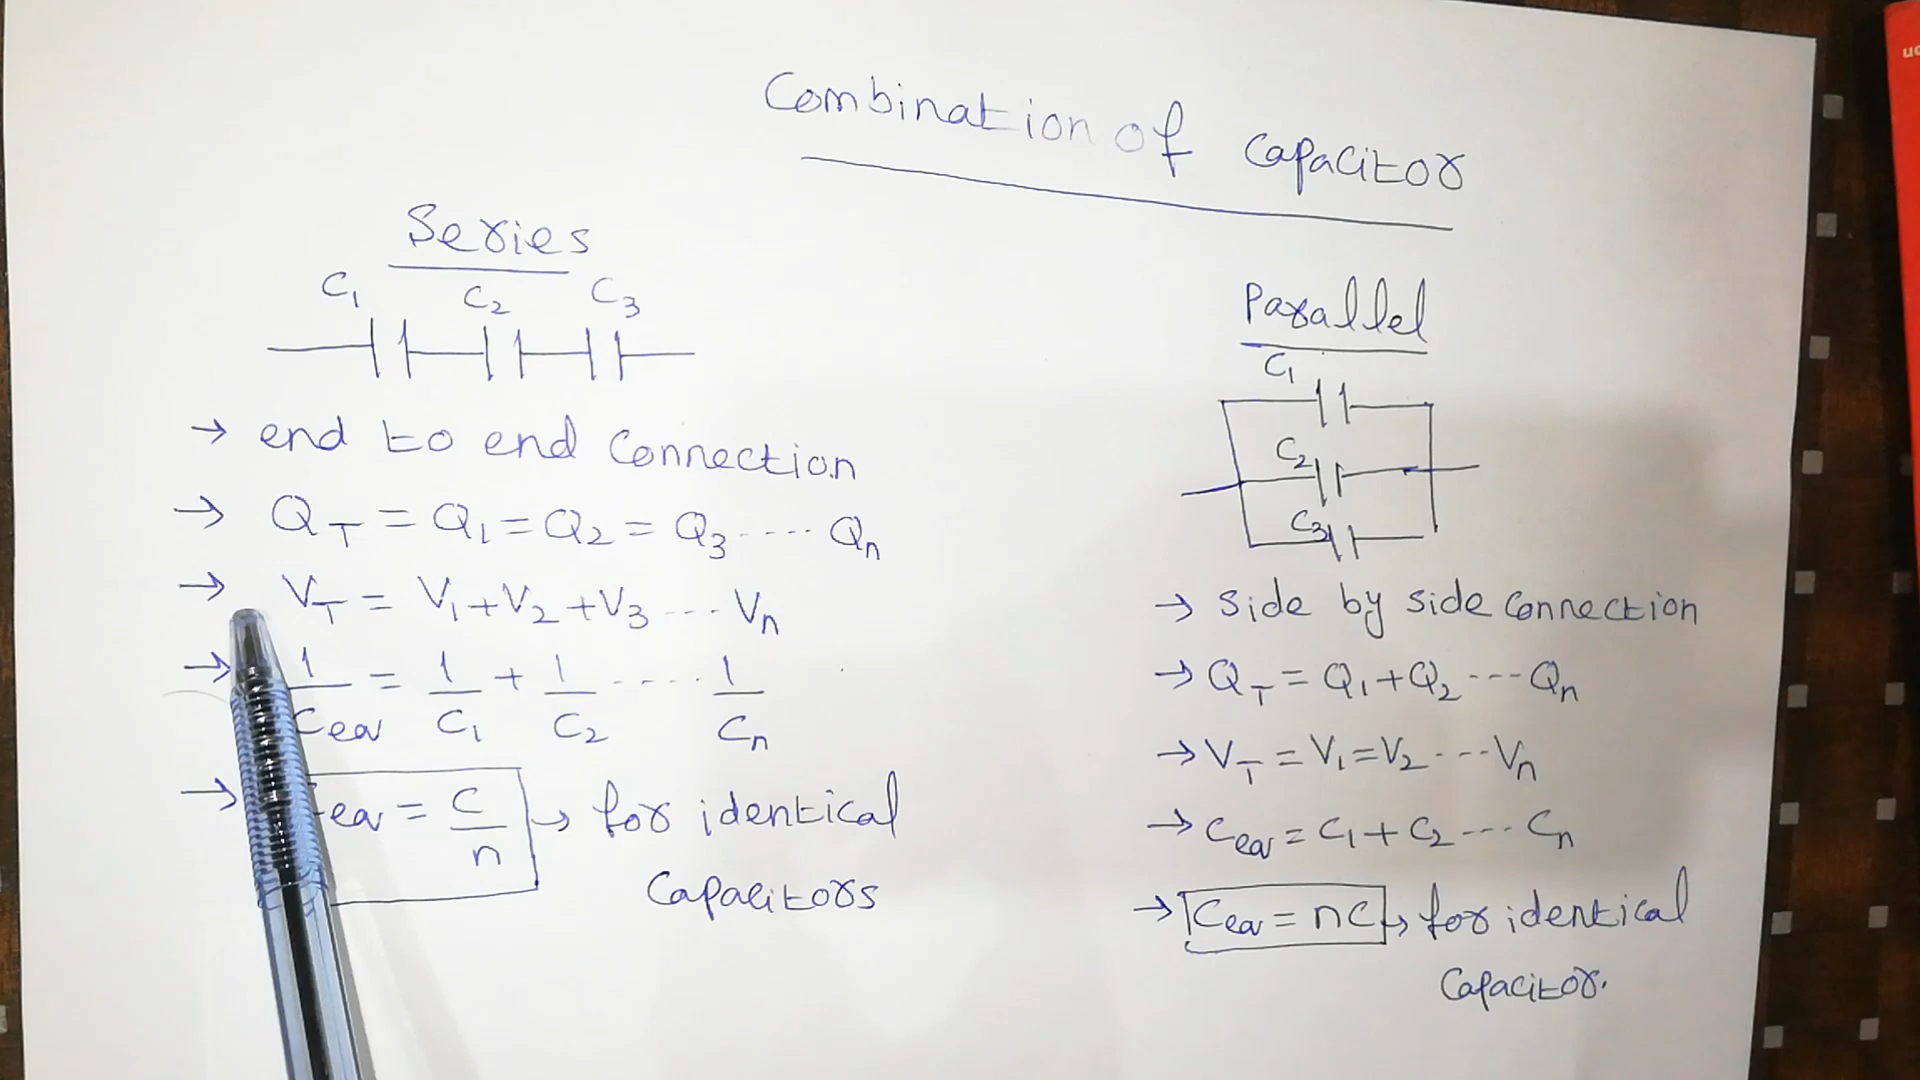 Combination of Capacitor
Series
C1 C2 C3
→ end to end Connection
→ QT = Q1 = Q2 = Q3 ---- Qn
→ VT = V1 + V2 + V3 --- Vn
→ 1/Ceq = 1/C1 + 1/C2 ---- 1/Cn
→ Ceq = C/n → for identical
Capacitors
Parallel
C1
C2
C3
→ Side by side Connection
→ QT = Q1 + Q2 --- Qn
→ VT = V1 = V2 --- Vn
→ Ceq = C1 + C2 --- Cn
→ Ceq = nC → for identical
Capacitor.